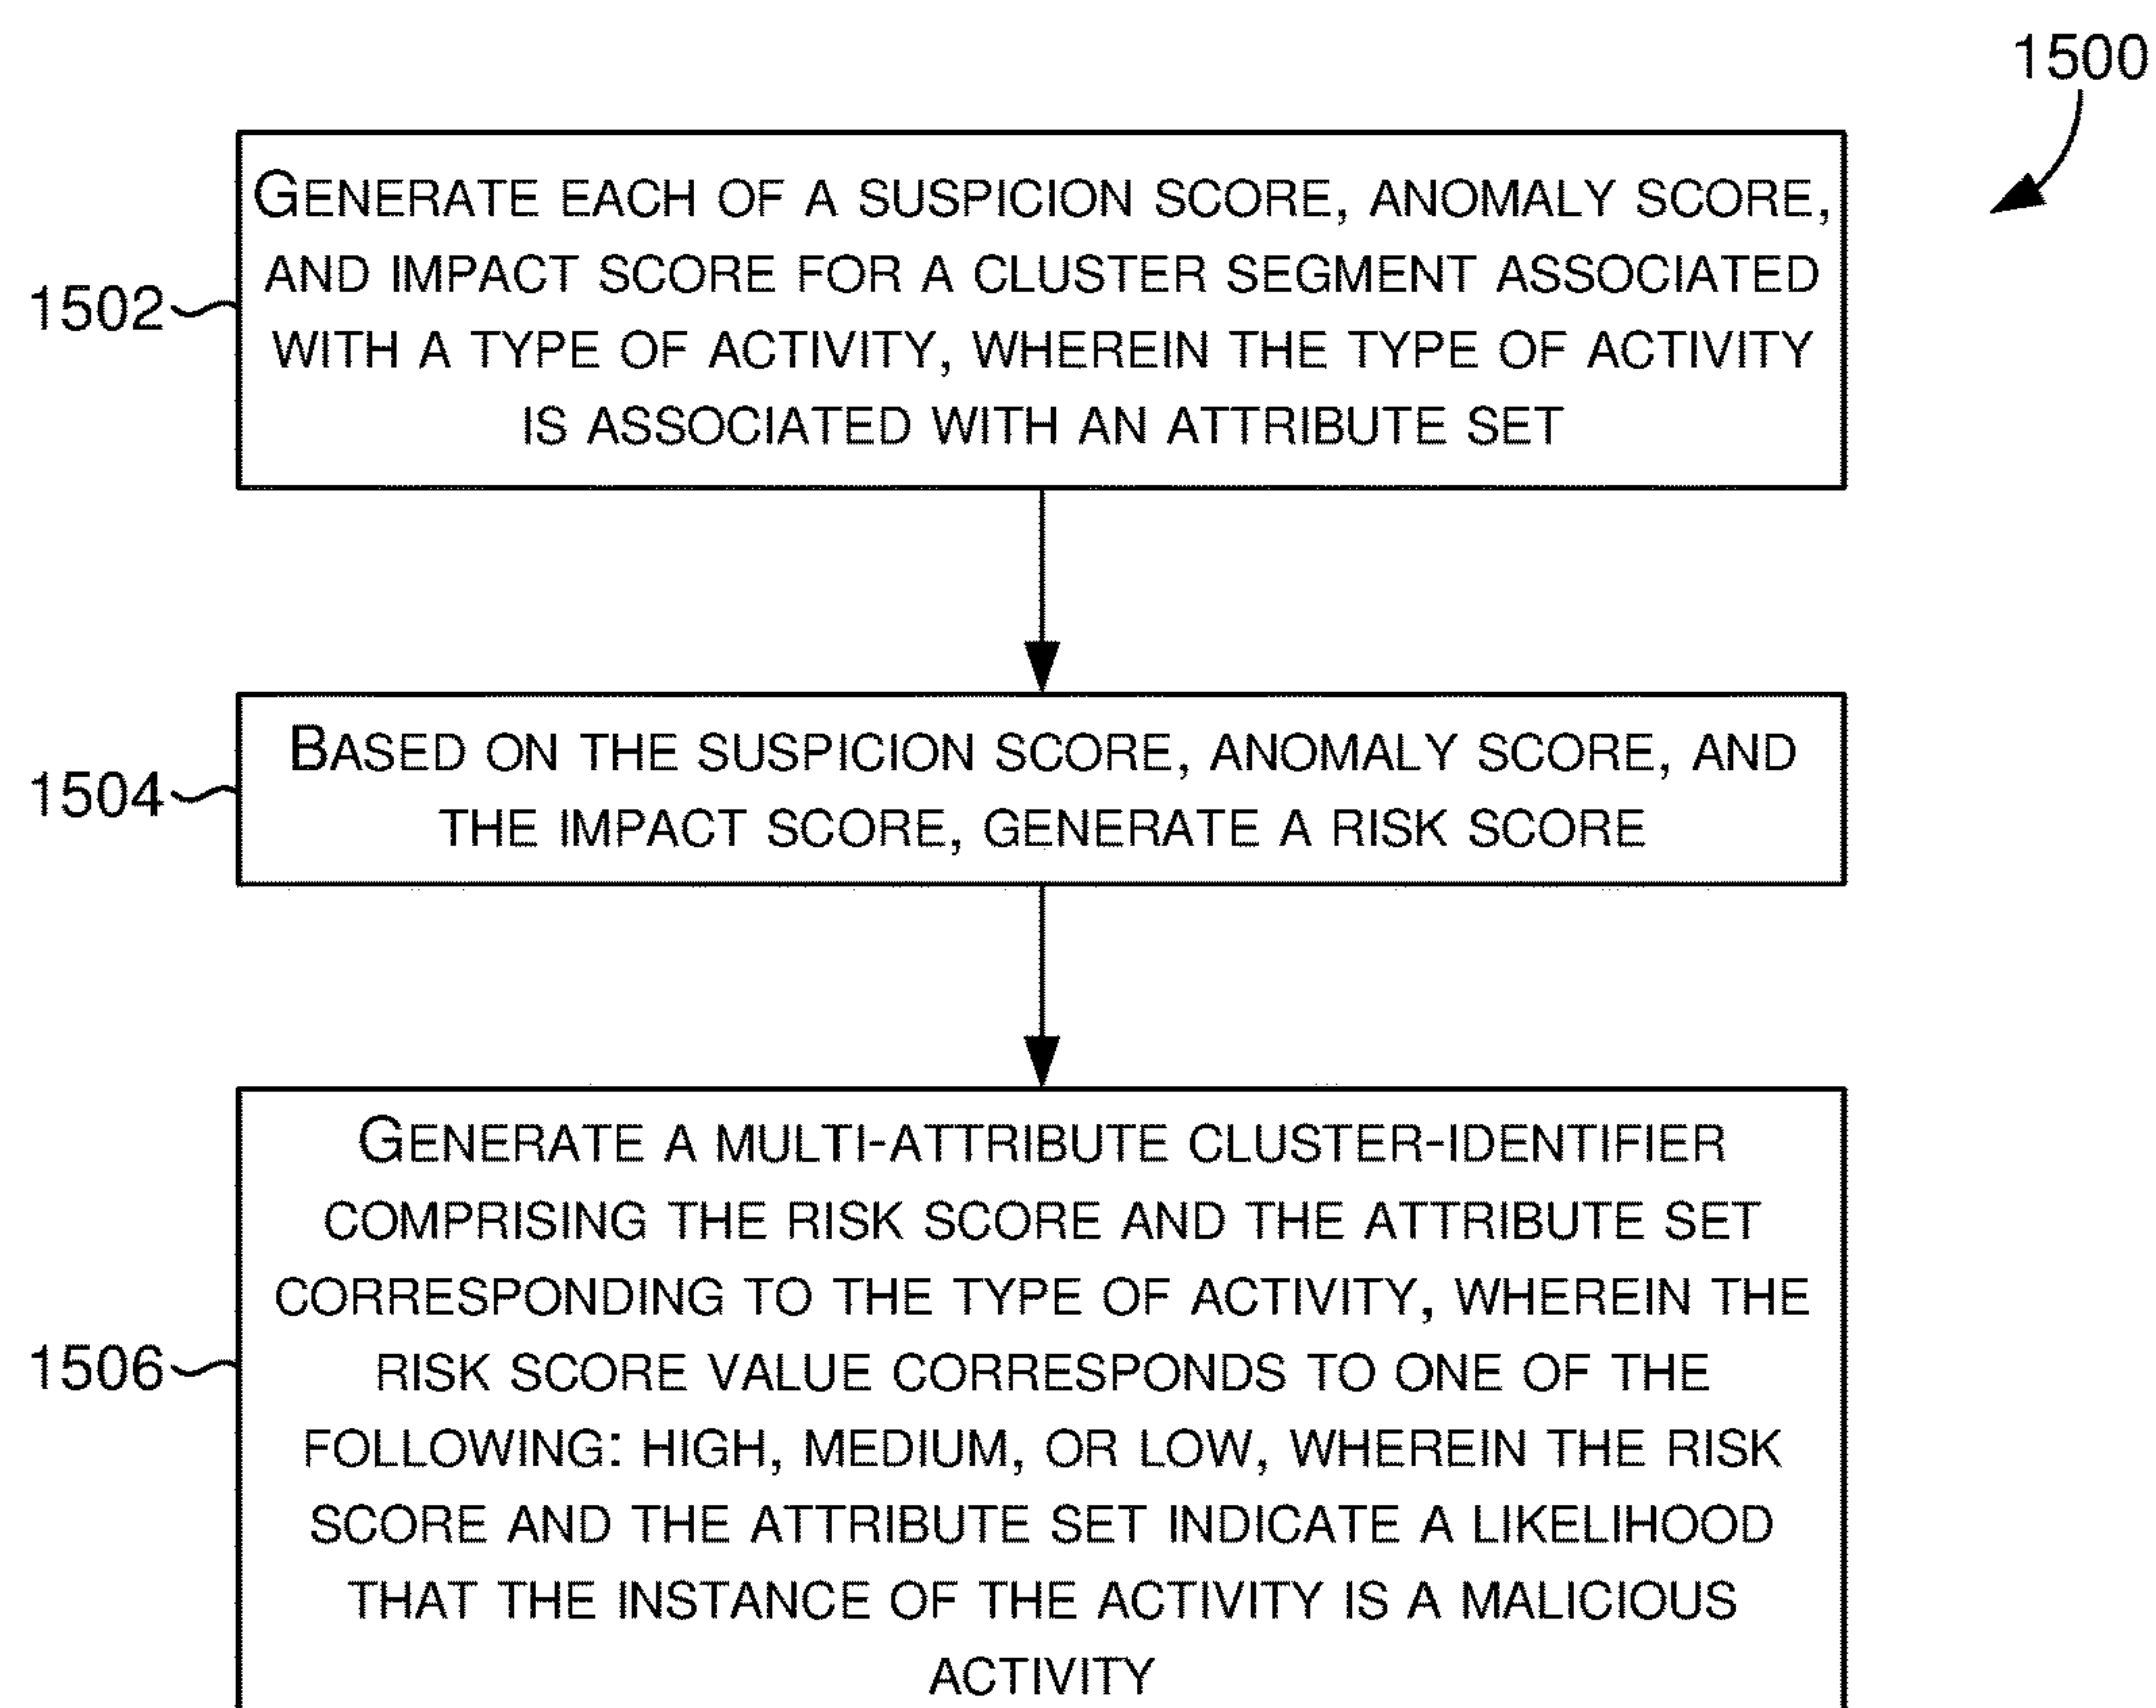 1500
GENERATE EACH OF A SUSPICION SCORE, ANOMALY SCORE,
AND IMPACT SCORE FOR A CLUSTER SEGMENT ASSOCIATED
WITH A TYPE OF ACTIVITY, WHEREIN THE TYPE OF ACTIVITY
IS ASSOCIATED WITH AN ATTRIBUTE SET
1502
BASED ON THE SUSPICION SCORE, ANOMALY SCORE, AND
THE IMPACT SCORE, GENERATE A RISK SCORE
1504
GENERATE A MULTI-ATTRIBUTE CLUSTER-IDENTIFIER
COMPRISING THE RISK SCORE AND THE ATTRIBUTE SET
CORRESPONDING TO THE TYPE OF ACTIVITY, WHEREIN THE
RISK SCORE VALUE CORRESPONDS TO ONE OF THE
FOLLOWING: HIGH, MEDIUM, OR LOW, WHEREIN THE RISK
SCORE AND THE ATTRIBUTE SET INDICATE A LIKELIHOOD
THAT THE INSTANCE OF THE ACTIVITY IS A MALICIOUS
ACTIVITY
1506